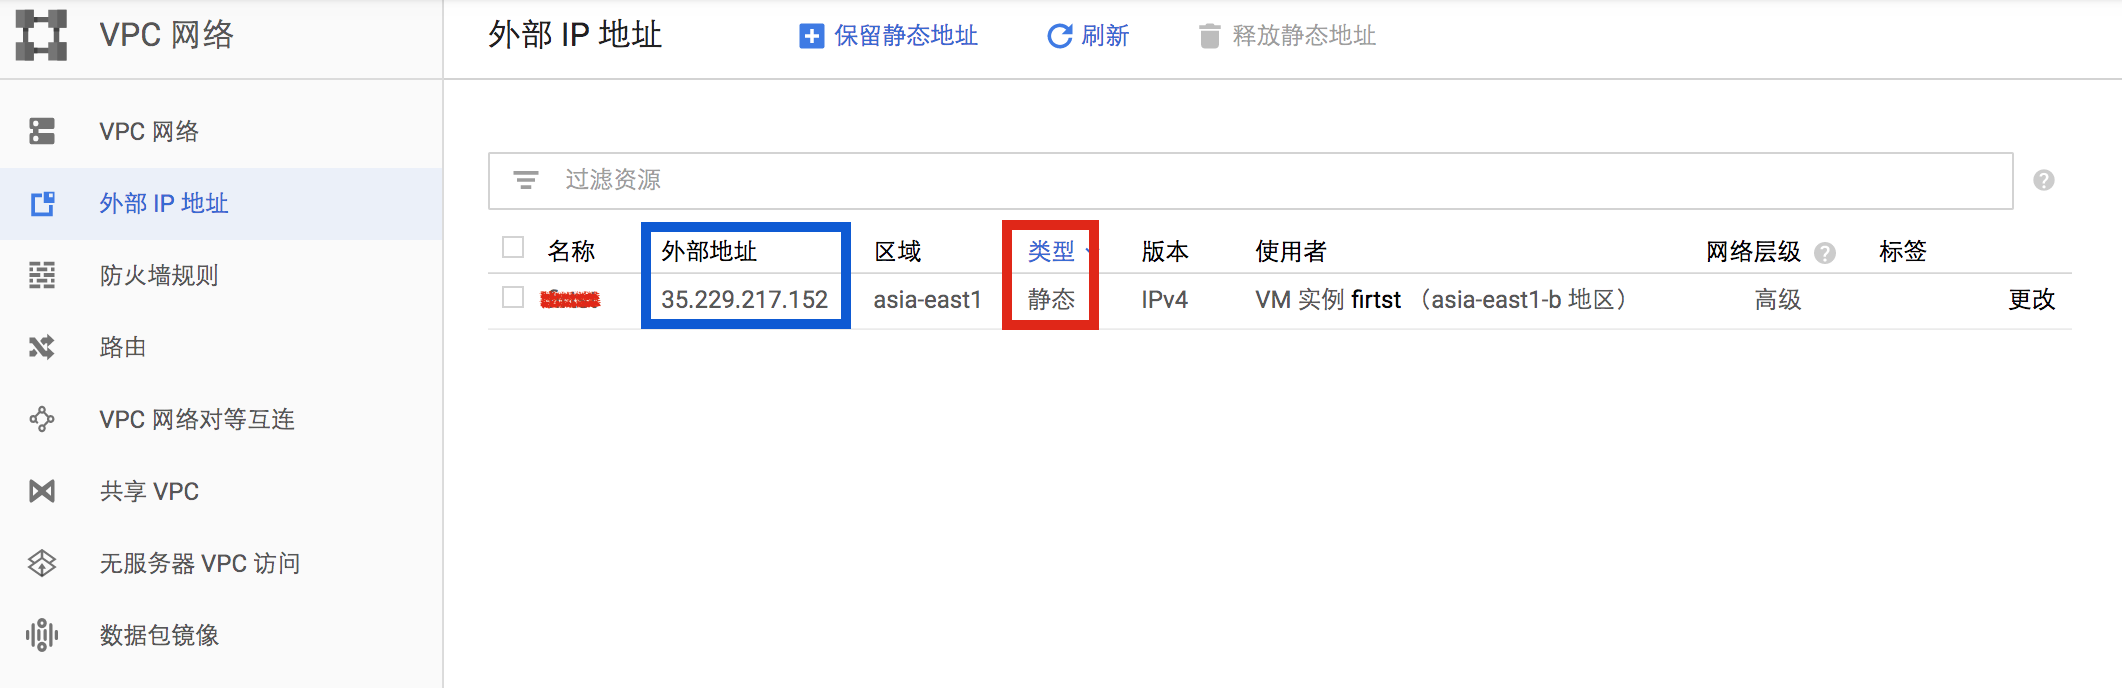 VPC 网络
外部 IP 地址 保留静态地址 刷新 释放静态地址
VPC 网络
外部 IP 地址
防火墙规则
路由
VPC 网络对等互连
共享 VPC
无服务器 VPC 访问
数据包镜像
过滤资源
名称 外部地址 区域 类型 版本 使用者 网络层级 标签
35.229.217.152 asia-east1 静态 IPv4 VM 实例 firtst （asia-east1-b 地区） 高级 更改